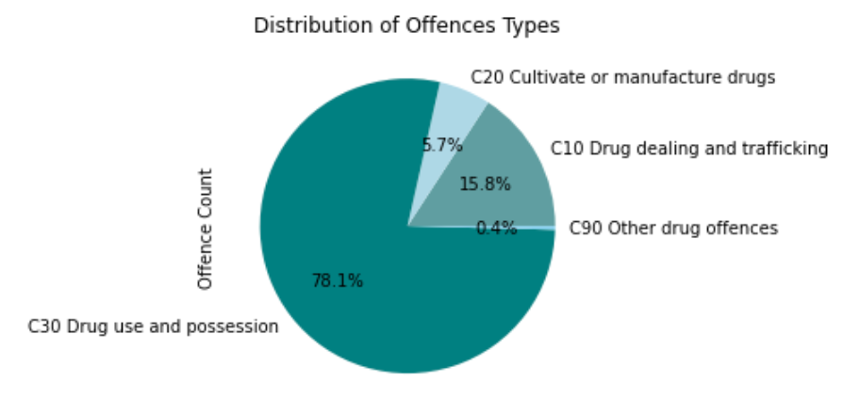 Distribution of Offences Types
C20 Cultivate or manufacture drugs
5.7%
C10 Drug dealing and trafficking
15.8%
Offence Count
0.4%
C90 Other drug offences
78.1%
C30 Drug use and possession